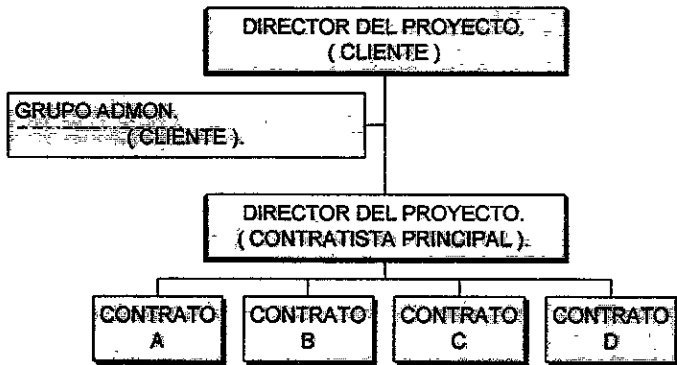 DIRECTOR DEL PROYECTO.
( CLIENTE )
GRUPO ADMON.
( CLIENTE ).
DIRECTOR DEL PROYECTO.
( CONTRATISTA PRINCIPAL ).
CONTRATO
A
CONTRATO
B
CONTRATO
C
CONTRATO
D